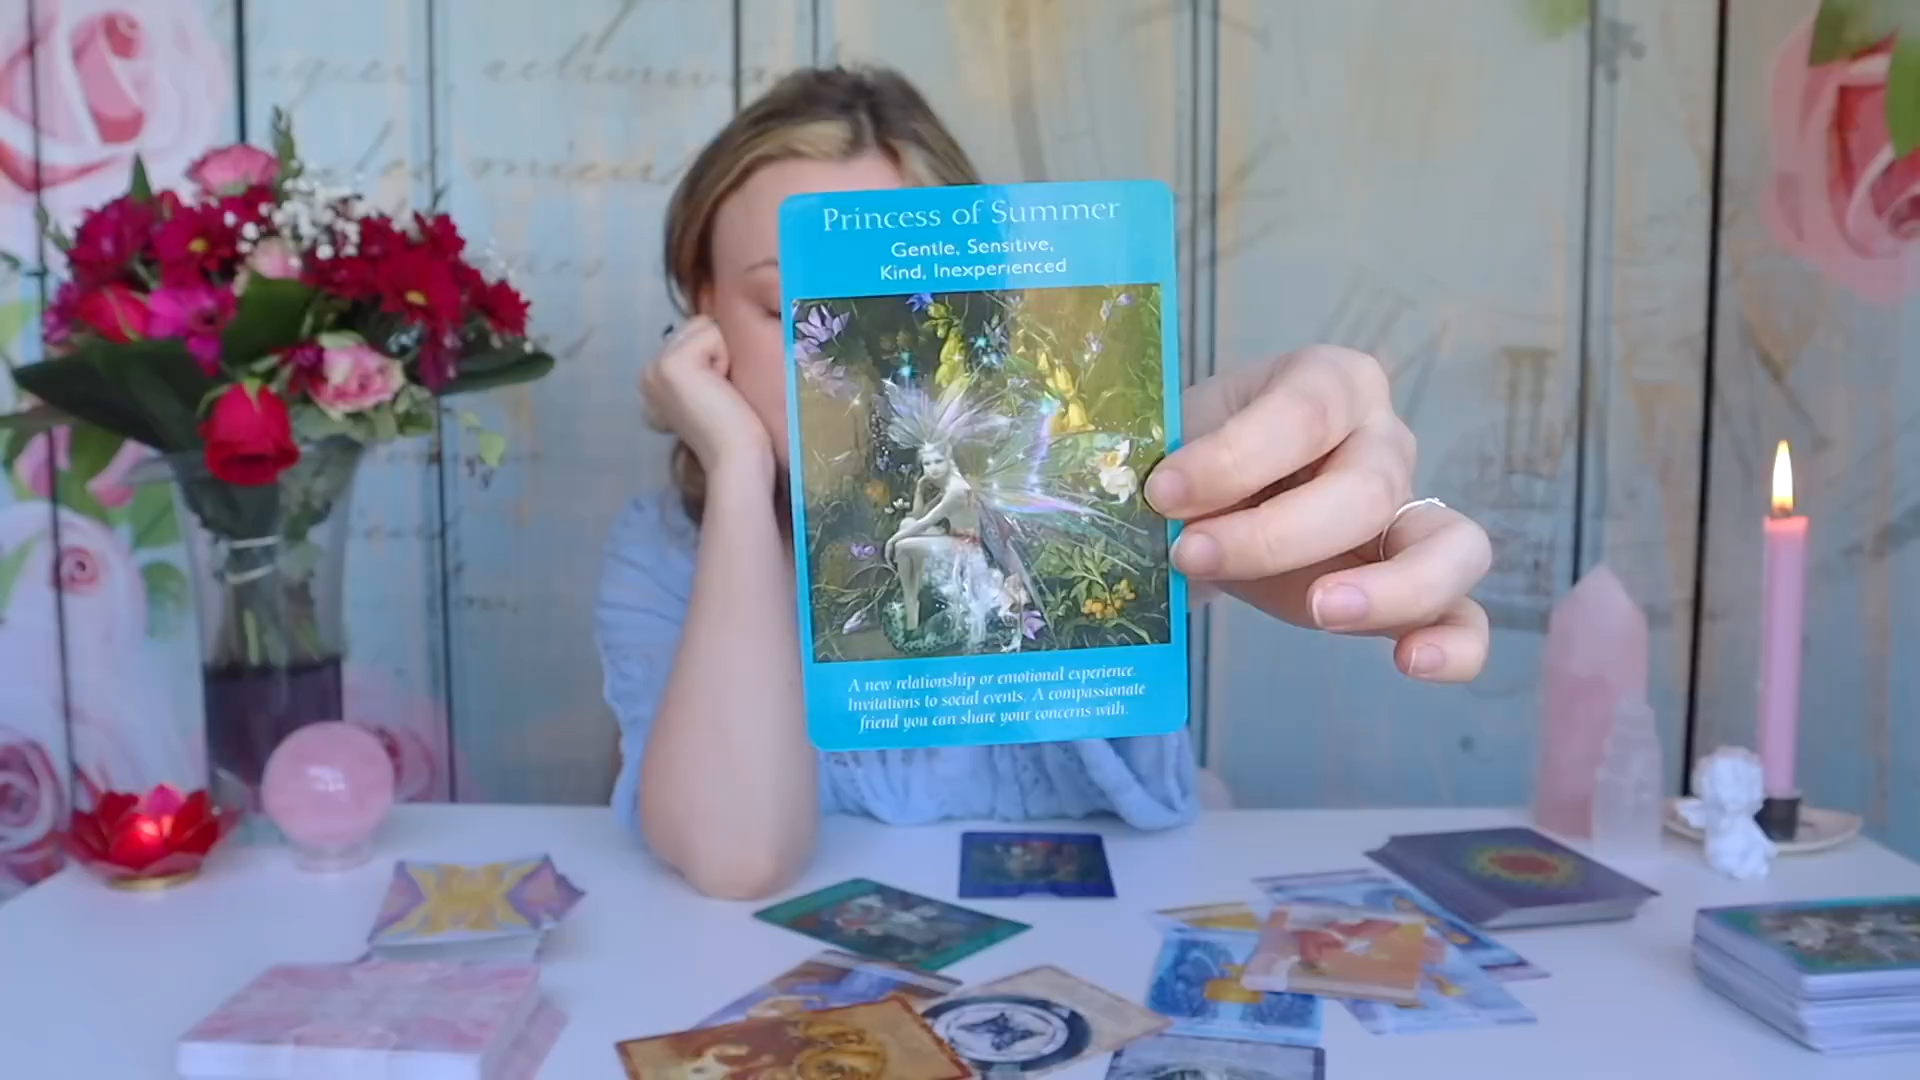 Princess of Summer
Gentle, Sensitive,
Kind, Inexperienced
A new relationship or emotional experience.
Invitations to social events. A compassionate
friend you can share your concerns with.